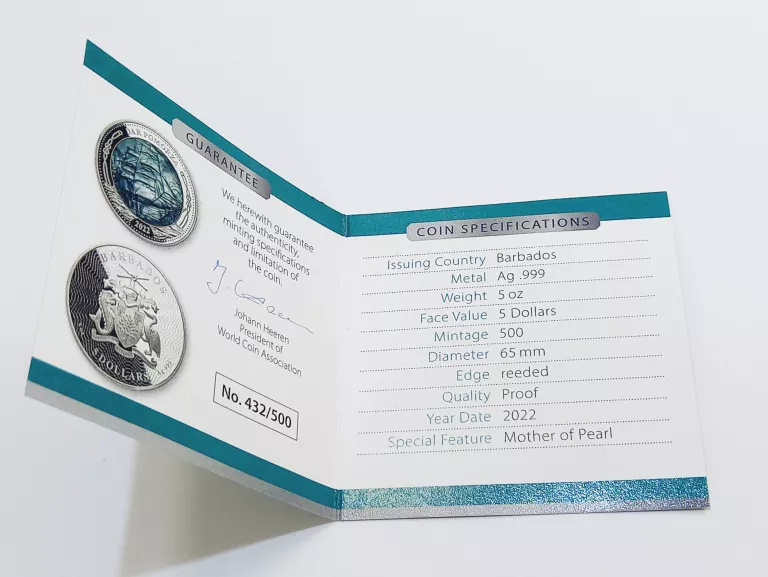 DAR POMORZA
2022
BARBADOS
5 DOLLARS
GUARANTEE
We herewith guarantee
the authenticity,
minting specifications
and limitation of
the coin.
Johann Heeren
President of
World Coin Association
No. 432/500
COIN SPECIFICATIONS
Issuing Country Barbados
Metal Ag .999
Weight 5 oz
Face Value 5 Dollars
Mintage 500
Diameter 65 mm
Edge reeded
Quality Proof
Year Date 2022
Special Feature Mother of Pearl